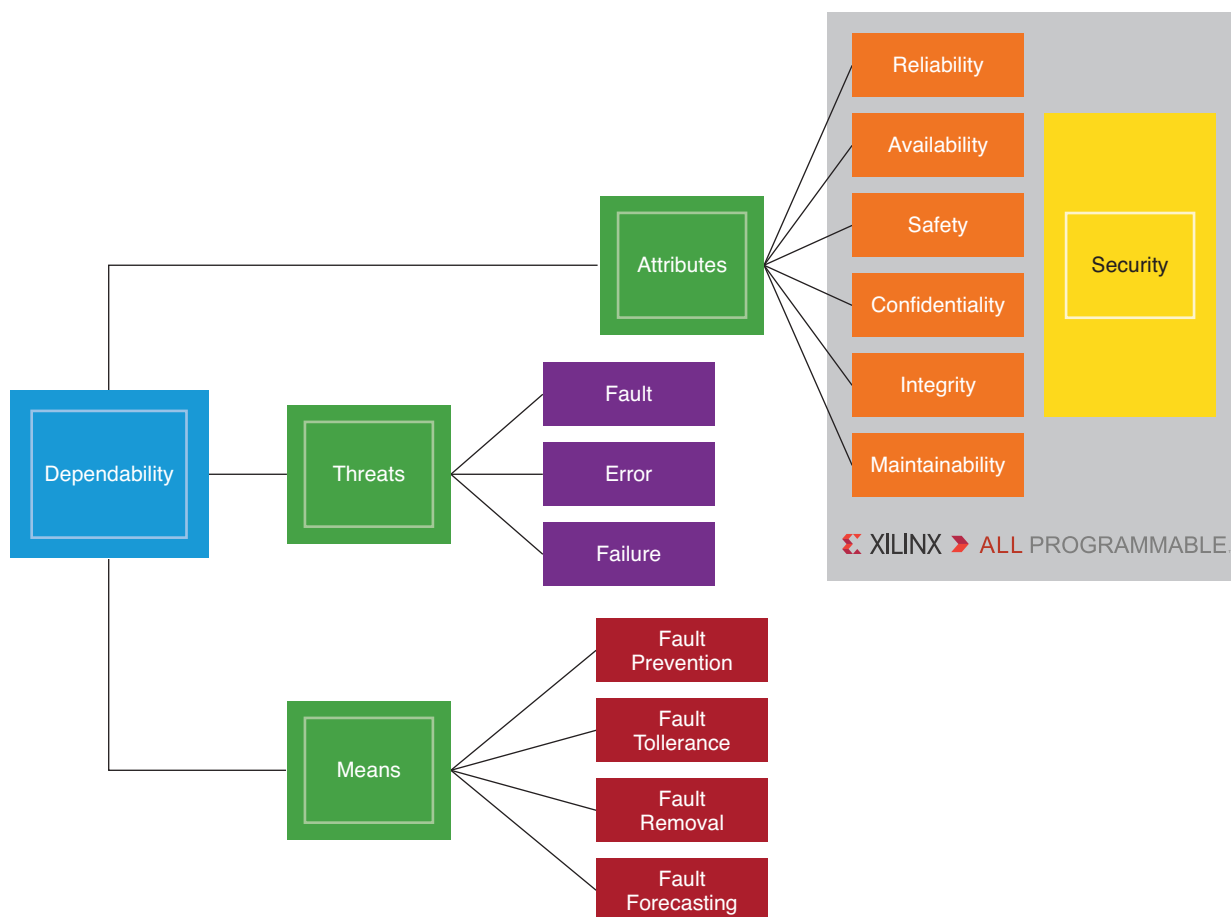 Reliability
Availability
Attributes
Safety
Security
Confidentiality
Integrity
Maintainability
Dependability
Threats
Fault
Error
Failure
XILINX ALL PROGRAMMABLE.
Means
Fault
Prevention
Fault
Tollerance
Fault
Removal
Fault
Forecasting